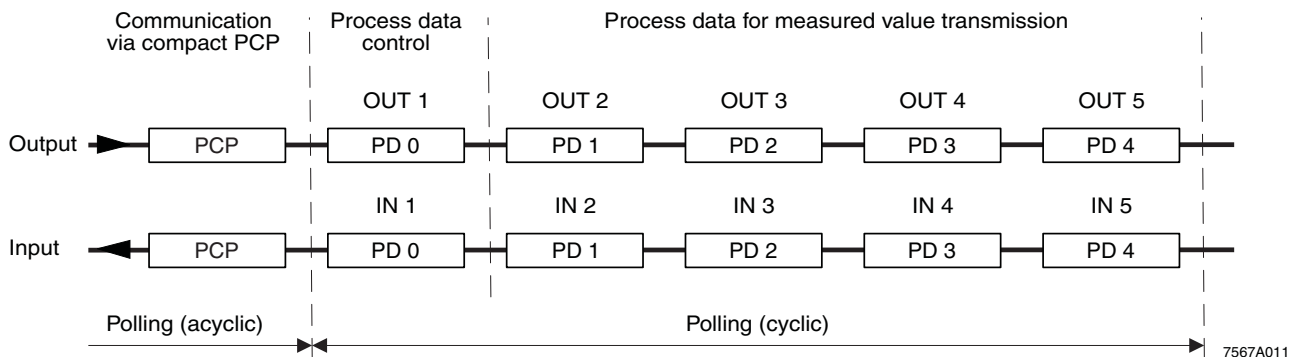 Communication
via compact PCP
Process data
control
Process data for measured value transmission
OUT 1 OUT 2 OUT 3 OUT 4 OUT 5
Output PCP PD 0 PD 1 PD 2 PD 3 PD 4
IN 1 IN 2 IN 3 IN 4 IN 5
Input PCP PD 0 PD 1 PD 2 PD 3 PD 4
Polling (acyclic) Polling (cyclic)
7567A011